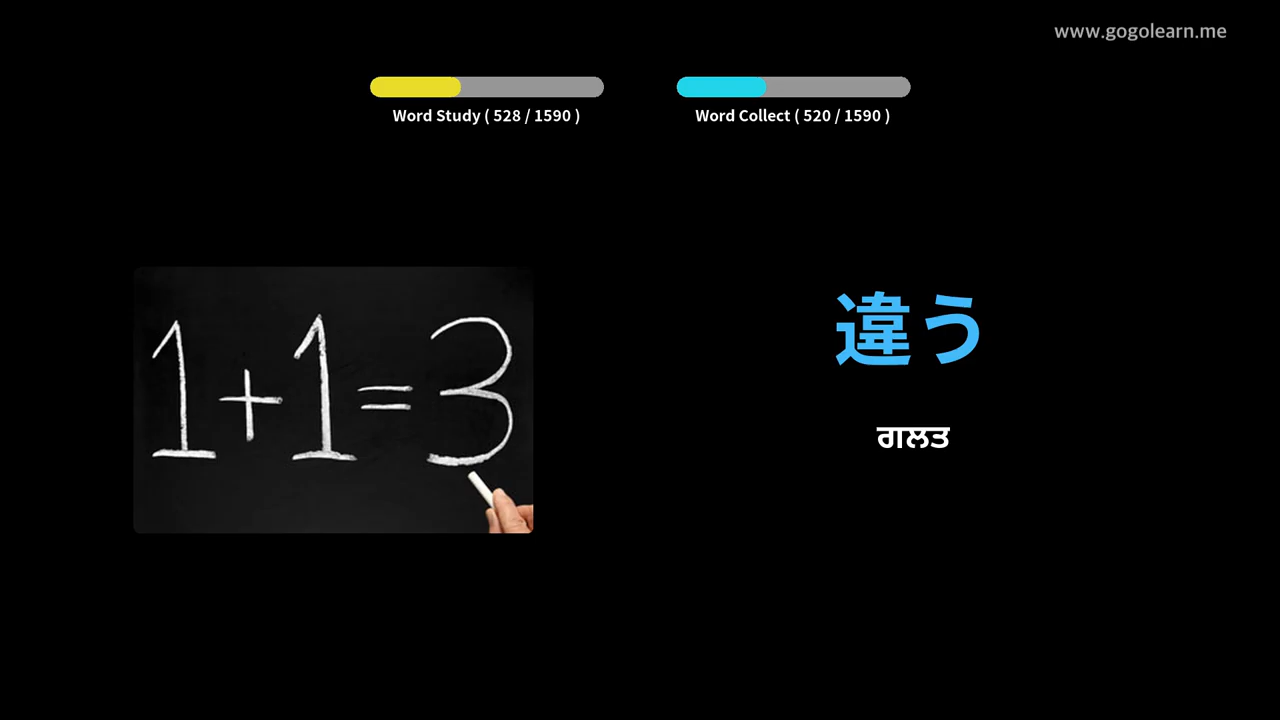 www.gogolearn.me
Word Study ( 528 / 1590 )
Word Collect ( 520 / 1590 )
1+1=3
違う
ਗਲਤ